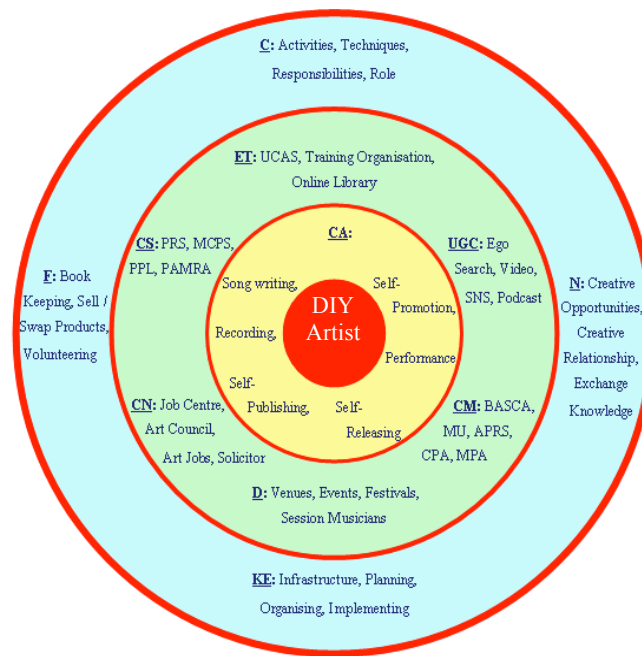 C: Activities, Techniques,
Responsibilities, Role
ET: UCAS, Training Organisation,
Online Library
CA:
CS: PRS, MCPS,
PPL, PAMRA
UGC: Ego
Search, Video,
SNS, Podcast
F: Book
Keeping, Sell /
Swap Products,
Volunteering
N: Creative
Opportunities,
Creative
Relationship,
Exchange
Knowledge
Song writing,
Recording,
Self-
Publishing,
Self-
Releasing
Self-
Promotion,
Performance
DIY
Artist
CN: Job Centre,
Art Council,
Art Jobs, Solicitor
CM: BASCA,
MU, APRS,
CPA, MPA
D: Venues, Events, Festivals,
Session Musicians
KE: Infrastructure, Planning,
Organising, Implementing